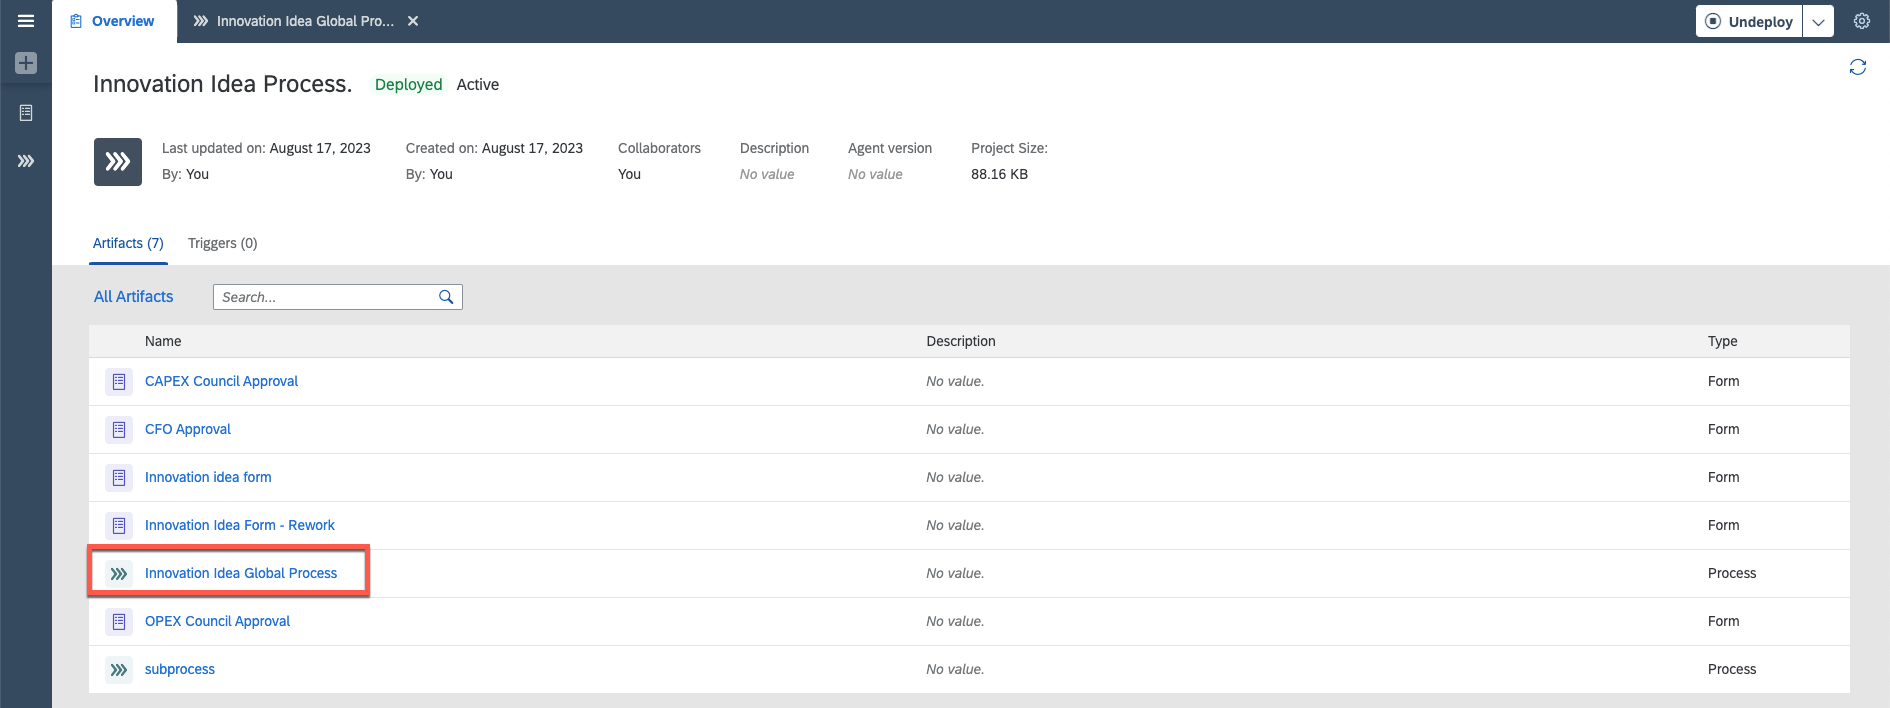 Overview
Innovation Idea Global Pro...
Undeploy
Innovation Idea Process. Deployed Active
Last updated on: August 17, 2023 Created on: August 17, 2023 Collaborators Description Agent version Project Size:
By: You By: You You No value No value 88.16 KB
Artifacts (7) Triggers (0)
All Artifacts Search...
Name Description Type
CAPEX Council Approval No value. Form
CFO Approval No value. Form
Innovation idea form No value. Form
Innovation Idea Form - Rework No value. Form
Innovation Idea Global Process No value. Process
OPEX Council Approval No value. Form
subprocess No value. Process